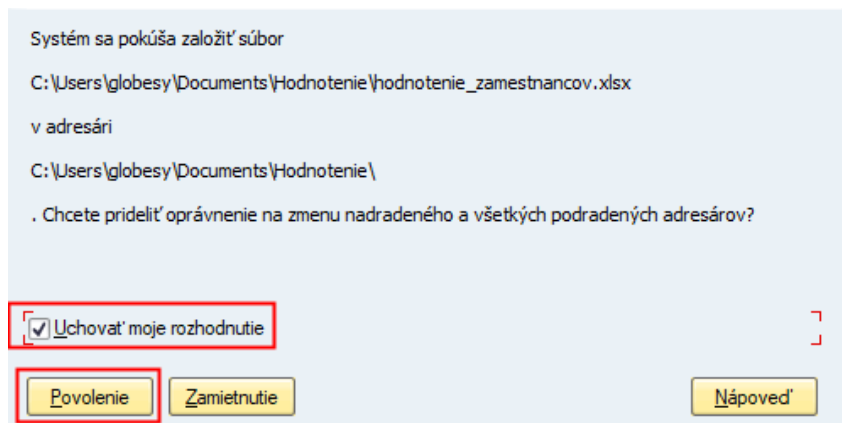 Systém sa pokúša založiť súbor
C:\Users\globesy\Documents\Hodnotenie\hodnotenie_zamestnancov.xlsx
v adresári
C:\Users\globesy\Documents\Hodnotenie\
. Chcete prideliť oprávnenie na zmenu nadradeného a všetkých podradených adresárov?
Uchovať moje rozhodnutie
Povolenie Zamietnutie Nápoveď